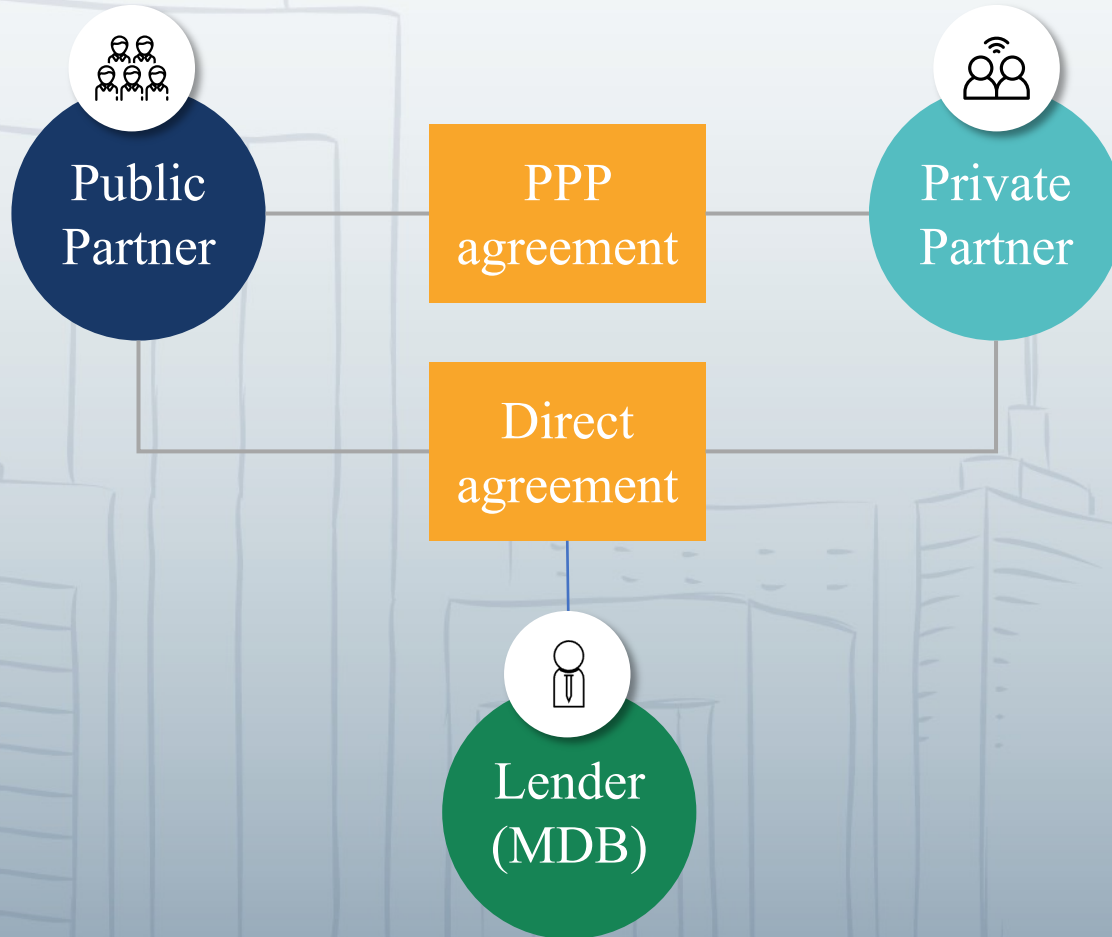 Public
Partner
PPP
agreement
Private
Partner
Direct
agreement
Lender
(MDB)